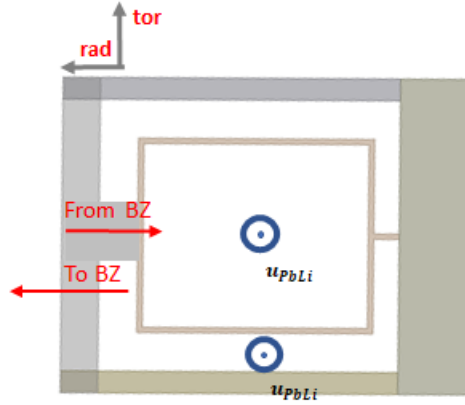 tor
rad
From BZ
To BZ
u_PbLi
u_PbLi